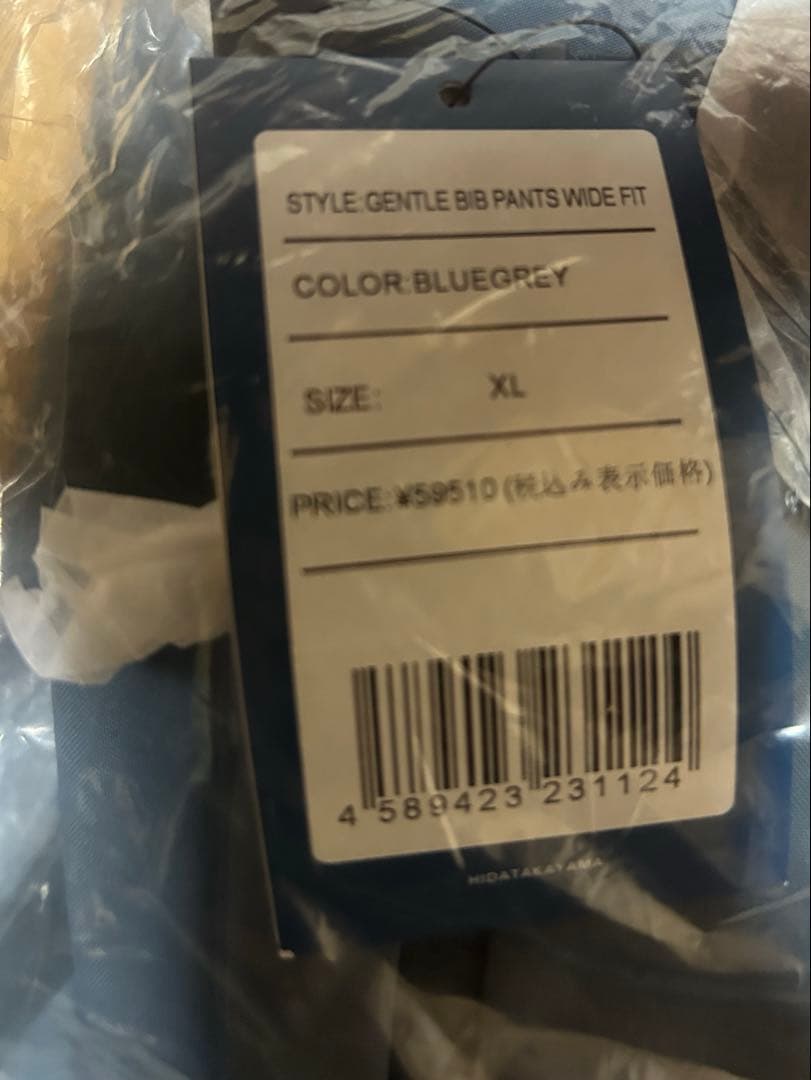 STYLE:GENTLE BIB PANTS WIDE FIT
COLOR:BLUEGREY
SIZE: XL
PRICE:¥59510 (税込み表示価格)
4 589423 231124
HIDATAKAYAMA